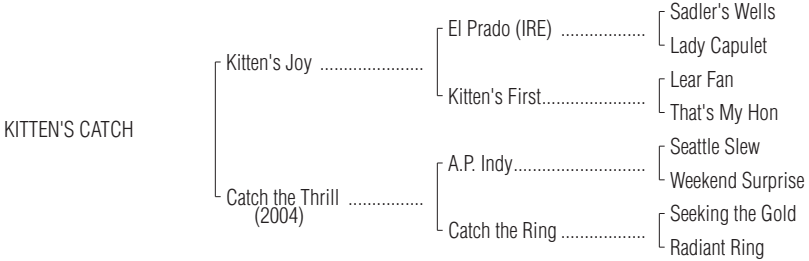 Sadler's Wells
El Prado (IRE) ..................
Lady Capulet
Kitten's Joy ......................
Lear Fan
Kitten's First......................
That's My Hon
KITTEN'S CATCH
Seattle Slew
A.P. Indy............................
Weekend Surprise
Catch the Thrill ................
(2004)
Seeking the Gold
Catch the Ring ..................
Radiant Ring